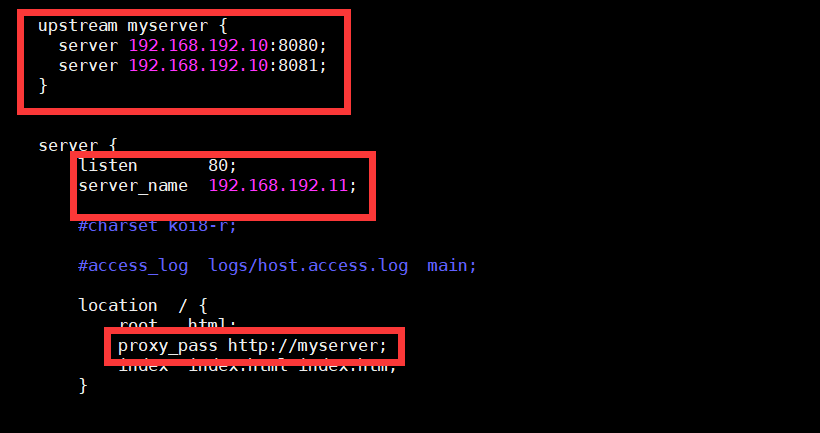 upstream myserver {
server 192.168.192.10:8080;
server 192.168.192.10:8081;
}
server {
listen 80;
server_name 192.168.192.11;
#charset koi8-r;
#access_log logs/host.access.log main;
location / {
root html;
proxy_pass http://myserver;
index index.html index.htm;
}